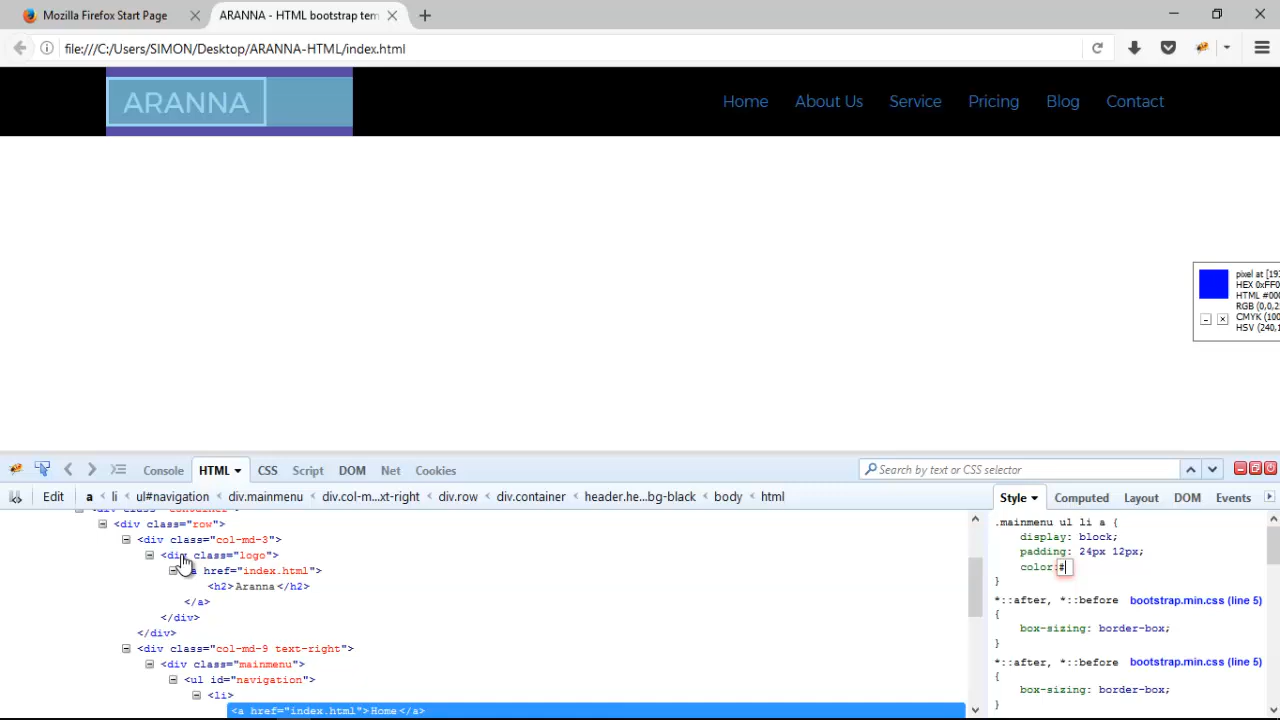 Mozilla Firefox Start Page
ARANNA - HTML bootstrap tem
file:///C:/Users/SIMON/Desktop/ARANNA-HTML/index.html
ARANNA
Home About Us Service Pricing Blog Contact
pixel at [19
HEX 0xFF0
HTML #000
RGB (0,0,2
CMYK (100
HSV (240,1
Console HTML CSS Script DOM Net Cookies
Search by text or CSS selector
Edit a < li < ul#navigation < div.mainmenu < div.col-m...xt-right < div.row < div.container < header.he...bg-black < body < html
Style Computed Layout DOM Events
<div class="row">
<div class="col-md-3">
<div class="logo">
a href="index.html">
<h2>Aranna</h2>
</a>
</div>
</div>
<div class="col-md-9 text-right">
<div class="mainmenu">
<ul id="navigation">
<li>
<a href="index.html">Home</a>
.mainmenu ul li a {
display: block;
padding: 24px 12px;
color:#
}
*::after, *::before bootstrap.min.css (line 5)
{
box-sizing: border-box;
}
*::after, *::before bootstrap.min.css (line 5)
{
box-sizing: border-box;
}